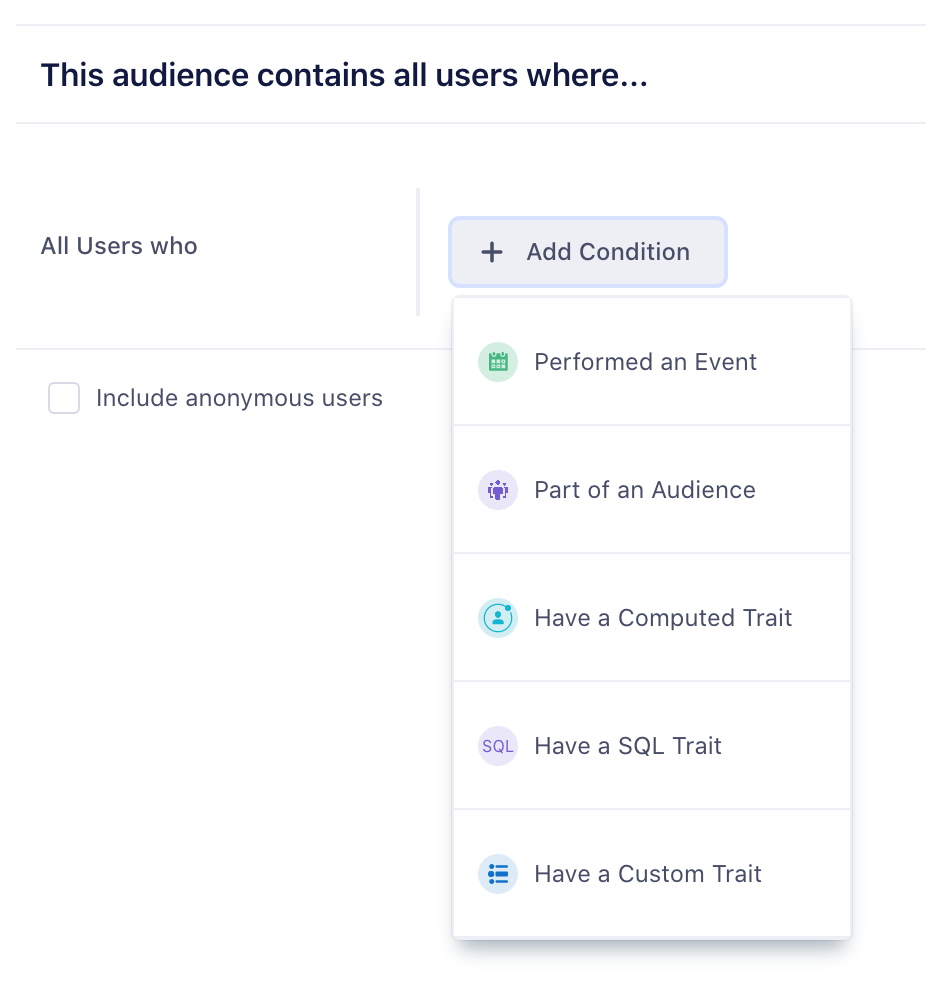 This audience contains all users where...
All Users who
Add Condition
Performed an Event
Include anonymous users
Part of an Audience
Have a Computed Trait
SQL Have a SQL Trait
Have a Custom Trait